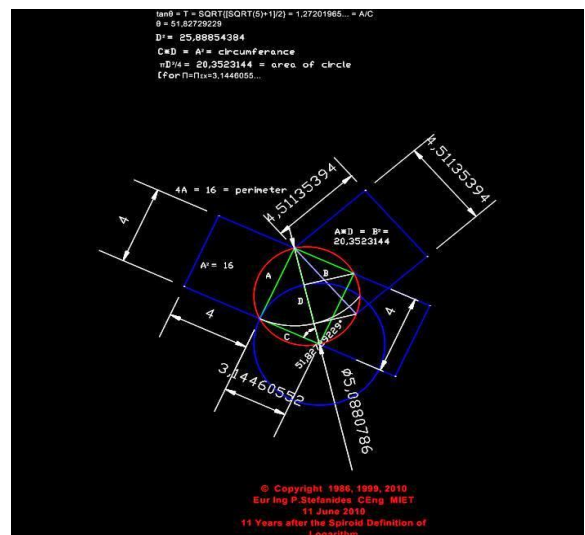 tanθ = T = SQRT([SQRT(5)+1]/2) = 1,27201965... = A/C
θ = 51,82729229
D² = 25,88854384
C*D = A² = circumferance
πD²/4 = 20,3523144 = area of circle
[for Π=Πεχ=3,1446055...
4,51135394
4,51135394
4A = 16 = perimeter
4
A*D = B² =
20,3523144
A² = 16
A
B
D
4
C
51,82729229°
4
3,14460552
ø5,0880786
© Copyright 1986, 1999, 2010
Eur Ing P.Stefanides CEng MIET
11 June 2010
11 Years after the Spiroid Definition of
Logarithm